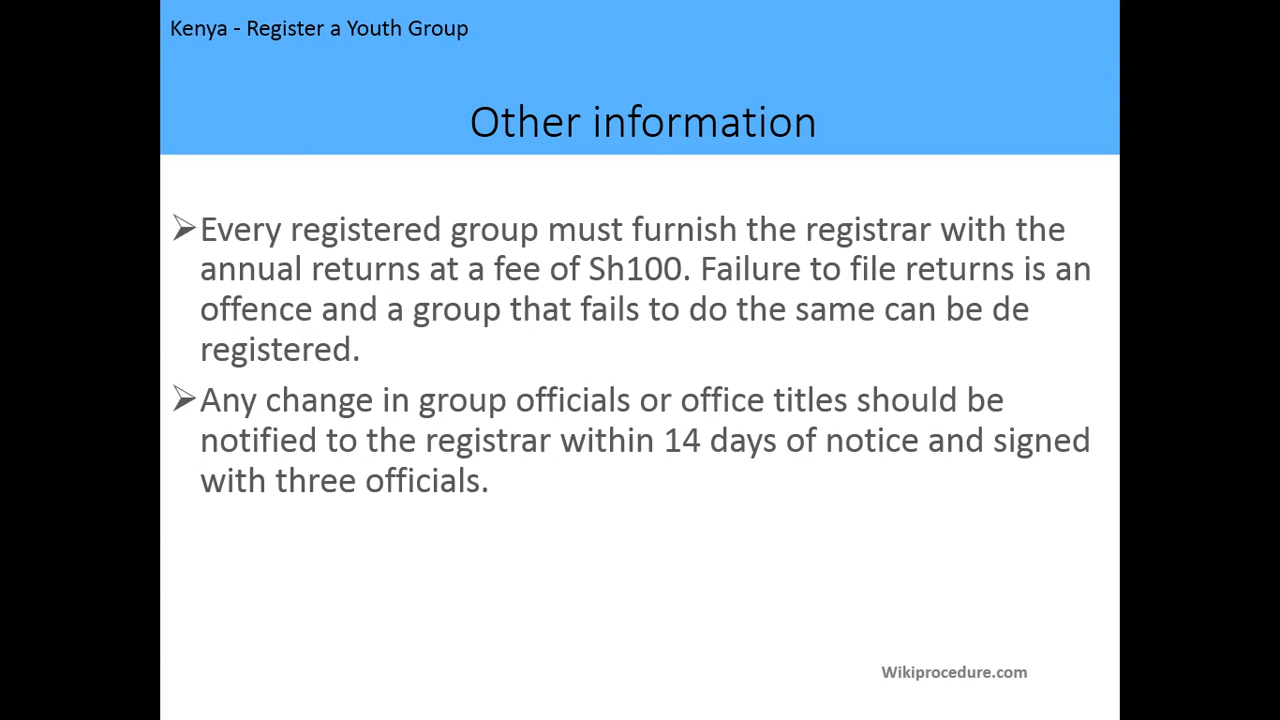 Kenya - Register a Youth Group
Other information
➢Every registered group must furnish the registrar with the
annual returns at a fee of Sh100. Failure to file returns is an
offence and a group that fails to do the same can be de
registered.
➢Any change in group officials or office titles should be
notified to the registrar within 14 days of notice and signed
with three officials.
Wikiprocedure.com